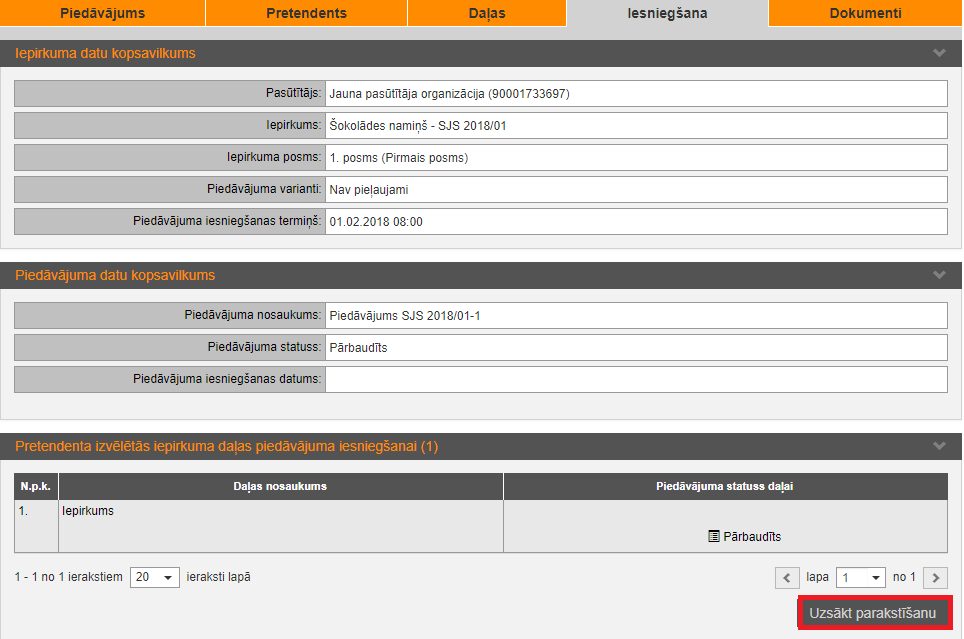 Piedāvājums Pretendents Daļas Iesniegšana Dokumenti
Iepirkuma datu kopsavilkums
Pasūtītājs: Jauna pasūtītāja organizācija (90001733697)
Iepirkums: Šokolādes namiņš - SJS 2018/01
Iepirkuma posms: 1. posms (Pirmais posms)
Piedāvājuma varianti: Nav pieļaujami
Piedāvājuma iesniegšanas termiņš: 01.02.2018 08:00
Piedāvājuma datu kopsavilkums
Piedāvājuma nosaukums: Piedāvājums SJS 2018/01-1
Piedāvājuma statuss: Pārbaudīts
Piedāvājuma iesniegšanas datums:
Pretendenta izvēlētās iepirkuma daļas piedāvājuma iesniegšanai (1)
N.p.k. Daļas nosaukums Piedāvājuma statuss daļai
1. Iepirkums
Pārbaudīts
1 - 1 no 1 ierakstiem 20 ieraksti lapā lapa 1 no 1
Uzsākt parakstīšanu